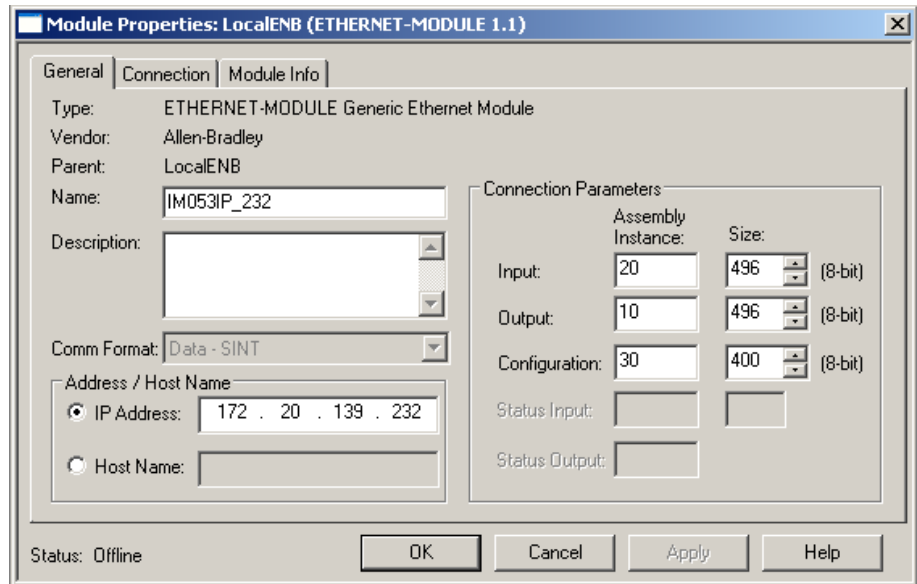 Module Properties: LocalENB (ETHERNET-MODULE 1.1)
General Connection Module Info
Type: ETHERNET-MODULE Generic Ethernet Module
Vendor: Allen-Bradley
Parent: LocalENB
Name: IM053IP_232
Description:
Comm Format: Data - SINT
Address / Host Name
IP Address: 172 . 20 . 139 . 232
Host Name:
Connection Parameters
Assembly Instance: Size:
Input: 20 496 (8-bit)
Output: 10 496 (8-bit)
Configuration: 30 400 (8-bit)
Status Input:
Status Output:
Status: Offline OK Cancel Apply Help